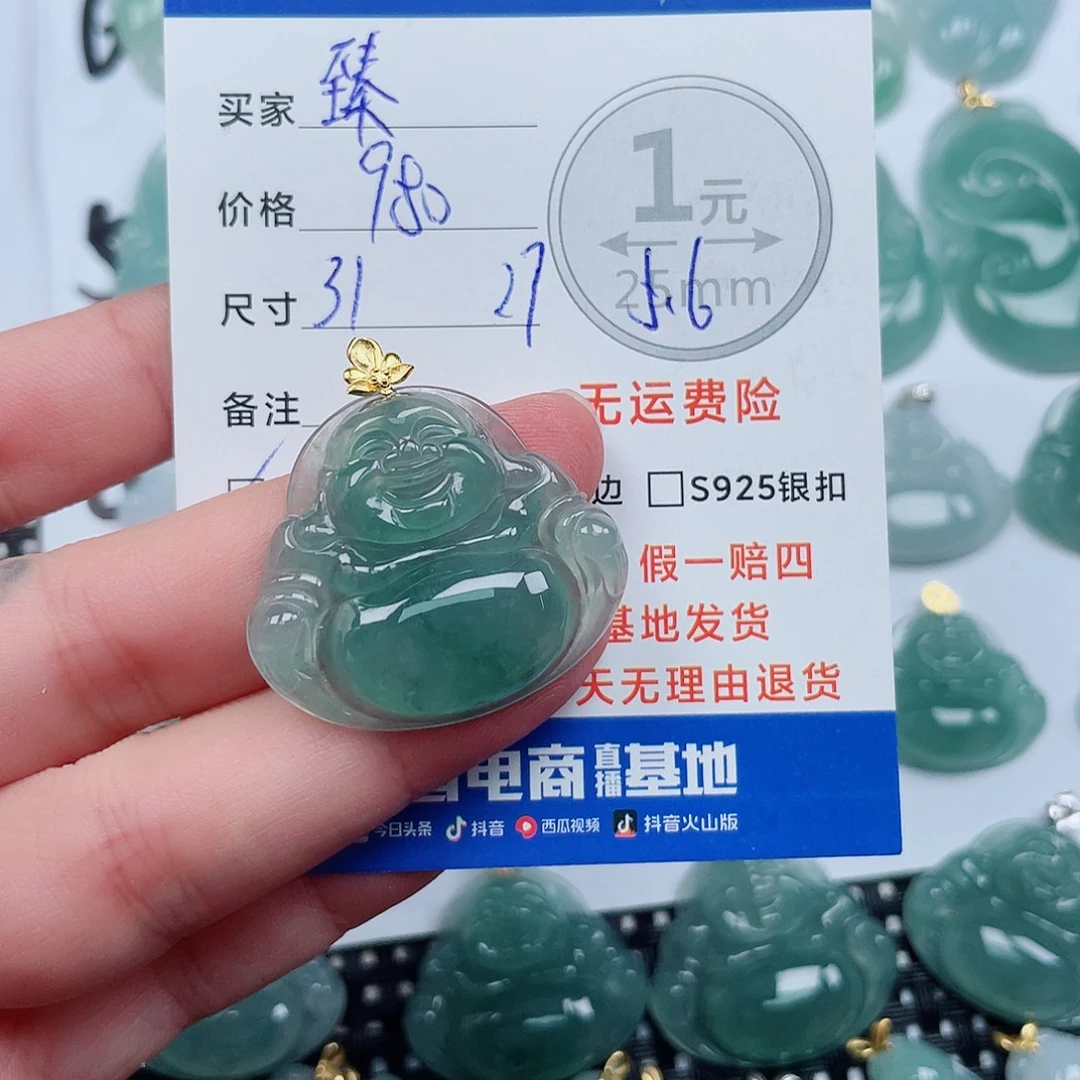 买家 臻
价格 980
1元
25mm
尺寸 31 27 5.6
备注
无运费险
边 □S925银扣
假一赔四
基地发货
天无理由退货
电商直播基地
今日头条 抖音 西瓜视频 抖音火山版